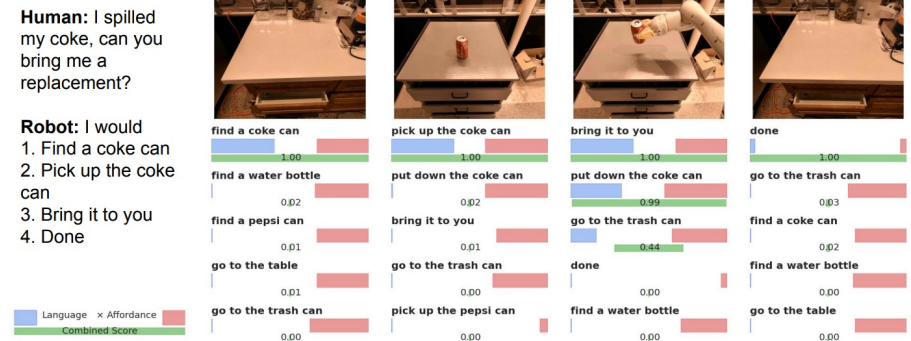 Human: I spilled
my coke, can you
bring me a
replacement?
Robot: I would
1. Find a coke can
2. Pick up the coke
can
3. Bring it to you
4. Done
Language × Affordance
Combined Score
find a coke can
1.00
find a water bottle
0.02
find a pepsi can
0.01
go to the table
0.01
go to the trash can
0.00
pick up the coke can
1.00
put down the coke can
0.02
bring it to you
0.01
go to the trash can
0.00
pick up the pepsi can
0.00
bring it to you
1.00
put down the coke can
0.99
go to the trash can
0.44
done
0.00
find a water bottle
0.00
done
1.00
go to the trash can
0.03
find a coke can
0.02
find a water bottle
0.00
go to the table
0.00